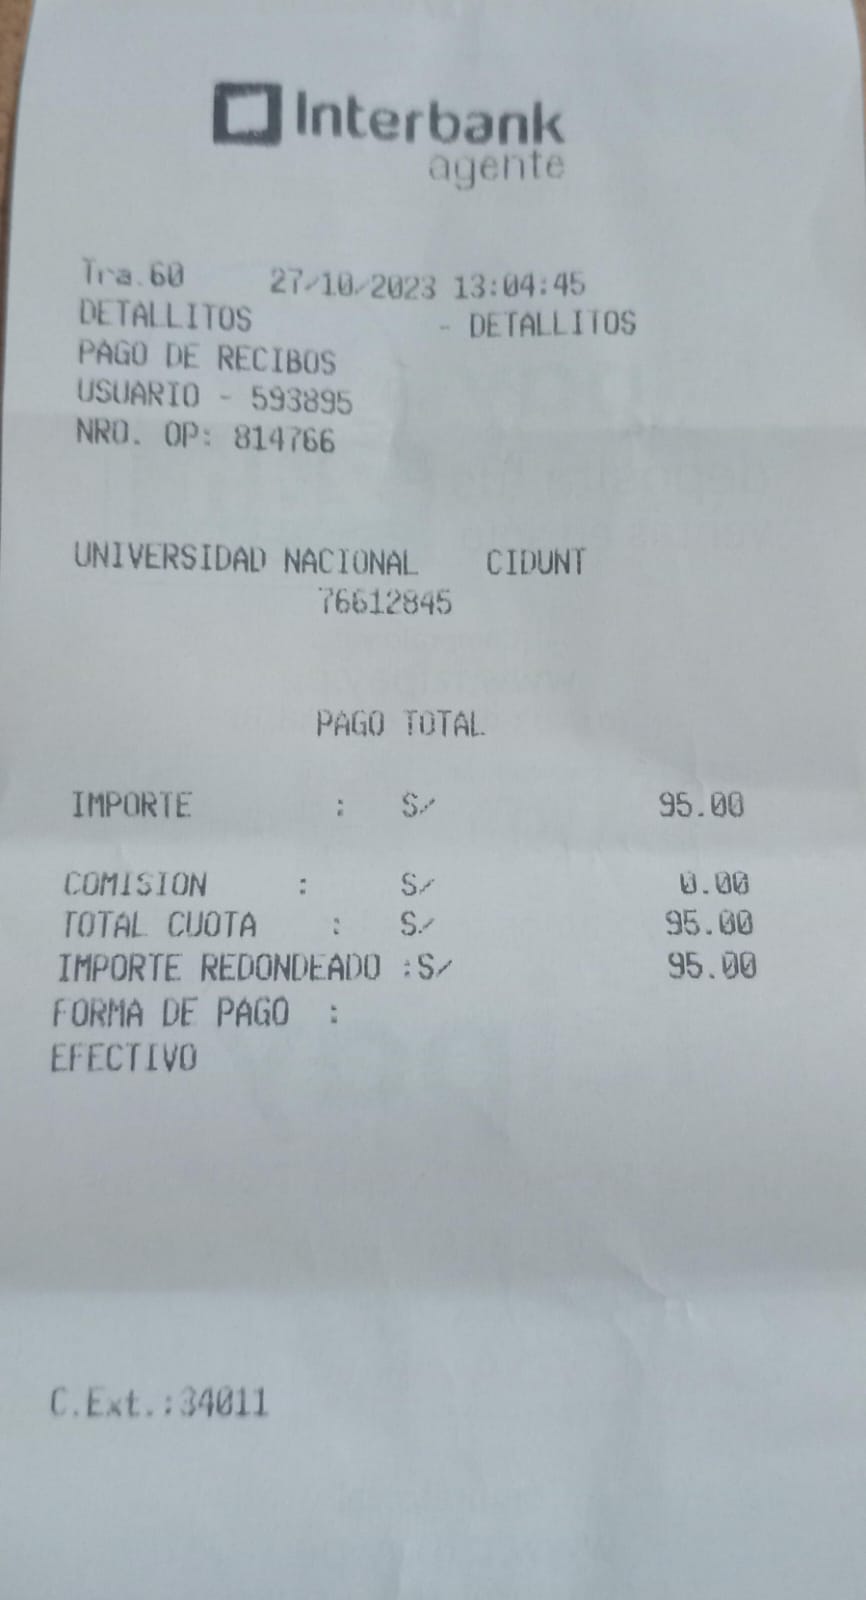 Interbank
agente
Tra.60 27/10/2023 13:04:45
DETALLITOS - DETALLITOS
PAGO DE RECIBOS
USUARIO - 593895
NRO. OP: 814766
UNIVERSIDAD NACIONAL CIDUNT
76612845
PAGO TOTAL
IMPORTE : S/ 95.00
COMISION : S/ 0.00
TOTAL CUOTA : S/ 95.00
IMPORTE REDONDEADO :S/ 95.00
FORMA DE PAGO :
EFECTIVO
C.Ext.:34011